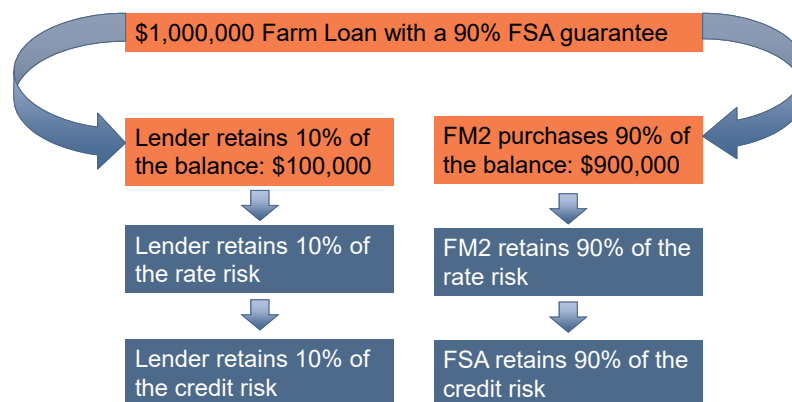 $1,000,000 Farm Loan with a 90% FSA guarantee
Lender retains 10% of
the balance: $100,000
FM2 purchases 90% of
the balance: $900,000
Lender retains 10% of
the rate risk
FM2 retains 90% of the
rate risk
Lender retains 10% of
the credit risk
FSA retains 90% of the
credit risk